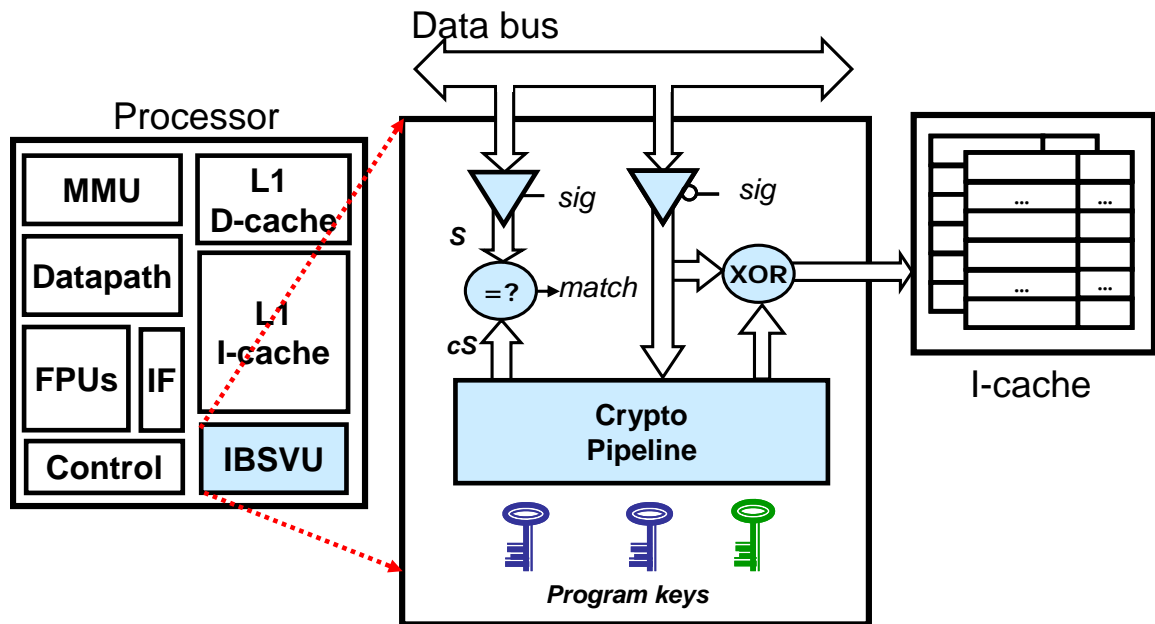 Data bus
Processor
MMU
L1
D-cache
Datapath
L1
I-cache
FPUs
IF
Control
IBSVU
sig
sig
S
=?
match
XOR
cS
Crypto
Pipeline
Program keys
...
...
...
...
I-cache